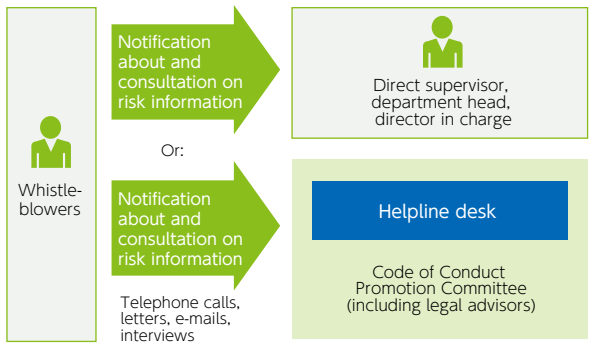 Whistle-
blowers
Notification
about and
consultation on
risk information
Direct supervisor,
department head,
director in charge
Or:
Notification
about and
consultation on
risk information
Telephone calls,
letters, e-mails,
interviews
Helpline desk
Code of Conduct
Promotion Committee
(including legal advisors)